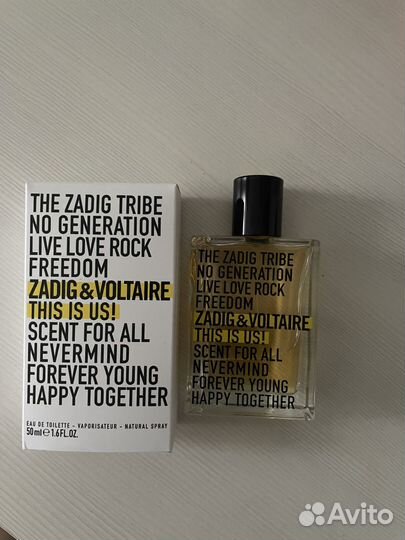 THE ZADIG TRIBE
NO GENERATION
LIVE LOVE ROCK
FREEDOM
ZADIG&VOLTAIRE
THIS IS US!
SCENT FOR ALL
NEVERMIND
FOREVER YOUNG
HAPPY TOGETHER
EAU DE TOILETTE - VAPORISATEUR - NATURAL SPRAY
50 ml ℮ 1.6FL.OZ.
THE ZADIG TRIBE
NO GENERATION
LIVE LOVE ROCK
FREEDOM
ZADIG&VOLTAIRE
THIS IS US!
SCENT FOR ALL
NEVERMIND
FOREVER YOUNG
HAPPY TOGETHER
Avito